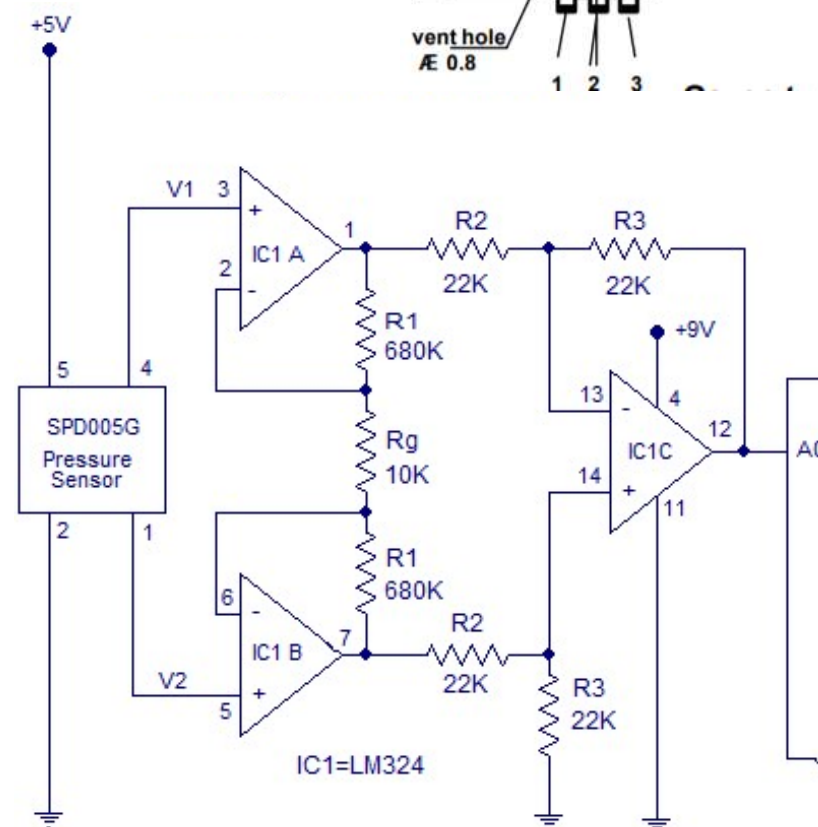 +5V
vent hole
Æ 0.8
1 2 3
V1 3
+
IC1 A
1
2
-
R2
22K
R3
22K
R1
680K
+9V
5 4
SPD005G
Pressure
Sensor
2 1
Rg
10K
13
-
4
12
IC1C
14
+
11
R1
680K
6
-
IC1 B
7
V2
+
5
R2
22K
R3
22K
IC1=LM324